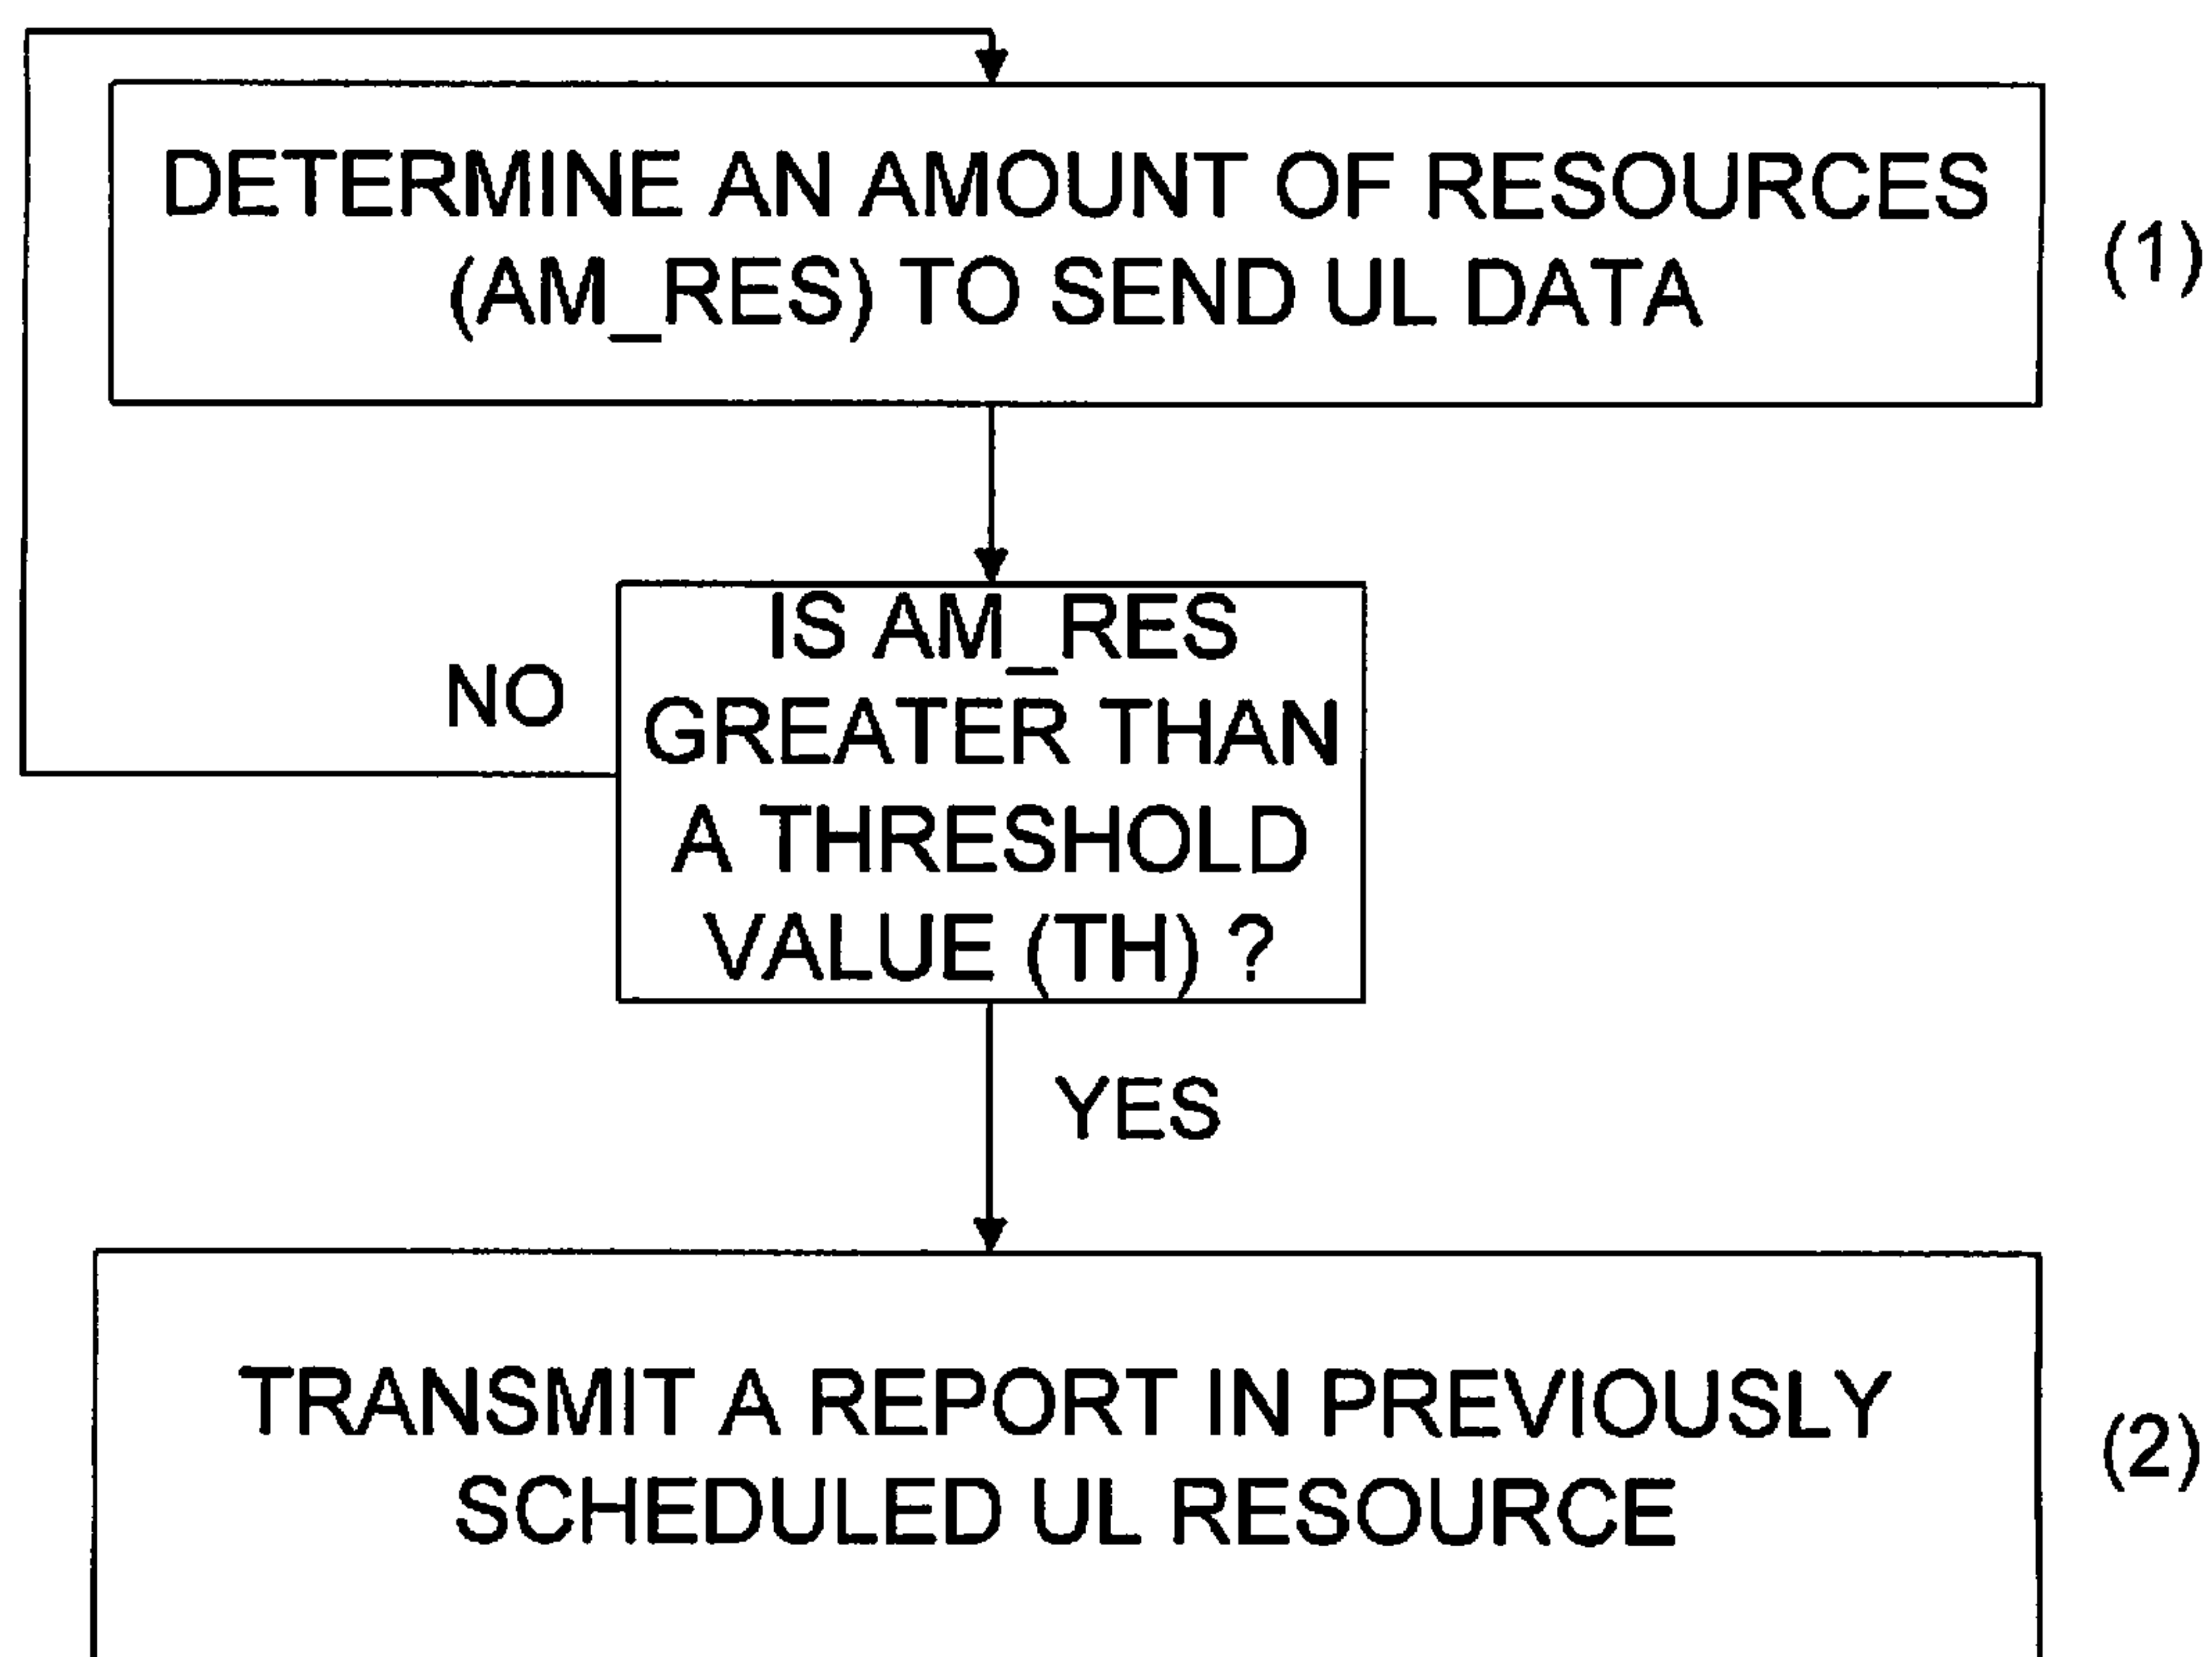 DETERMINE AN AMOUNT OF RESOURCES
(AM_RES) TO SEND UL DATA
(1)
IS AM_RES
GREATER THAN
A THRESHOLD
VALUE (TH) ?
NO
YES
TRANSMIT A REPORT IN PREVIOUSLY
SCHEDULED UL RESOURCE
(2)